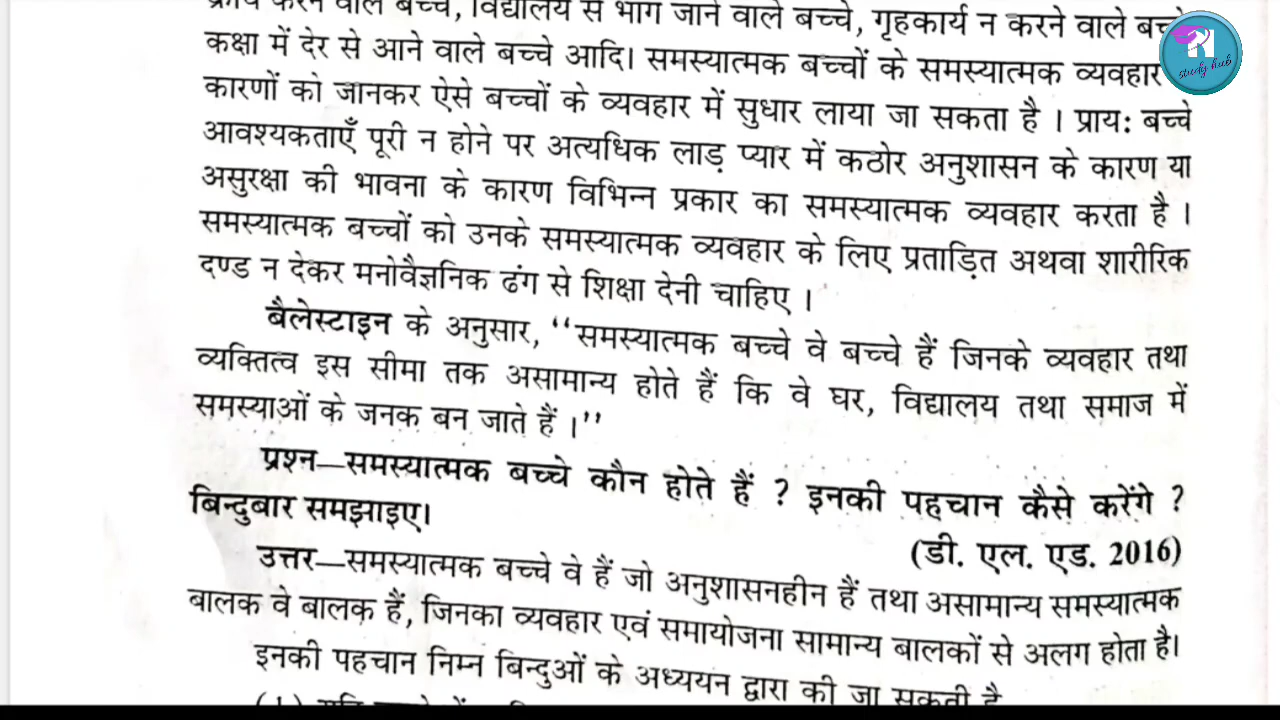 करने वाले बच्चे, विद्यालय से भाग जाने वाले बच्चे, गृहकार्य न करने वाले
कक्षा में देर से आने वाले बच्चे आदि। समस्यात्मक बच्चों के समस्यात्मक व्यवहार
कारणों को जानकर ऐसे बच्चों के व्यवहार में सुधार लाया जा सकता है । प्राय: बच्चे
आवश्यकताएँ पूरी न होने पर अत्यधिक लाड़ प्यार में कठोर अनुशासन के कारण या
असुरक्षा की भावना के कारण विभिन्न प्रकार का समस्यात्मक व्यवहार करता है ।
समस्यात्मक बच्चों को उनके समस्यात्मक व्यवहार के लिए प्रताड़ित अथवा शारीरिक
दण्ड न देकर मनोवैज्ञनिक ढंग से शिक्षा देनी चाहिए ।
बैलेस्टाइन के अनुसार, ‘‘समस्यात्मक बच्चे वे बच्चे हैं जिनके व्यवहार तथा
व्यक्तित्व इस सीमा तक असामान्य होते हैं कि वे घर, विद्यालय तथा समाज में
समस्याओं के जनक बन जाते हैं ।’’
प्रश्न—समस्यात्मक बच्चे कौन होते हैं ? इनकी पहचान कैसे करेंगे ?
बिन्दुबार समझाइए।
(डी. एल. एड. 2016)
उत्तर—समस्यात्मक बच्चे वे हैं जो अनुशासनहीन हैं तथा असामान्य समस्यात्मक
बालक वे बालक हैं, जिनका व्यवहार एवं समायोजना सामान्य बालकों से अलग होता है।
इनकी पहचान निम्न बिन्दुओं के अध्ययन द्वारा की जा सकती है
study hub